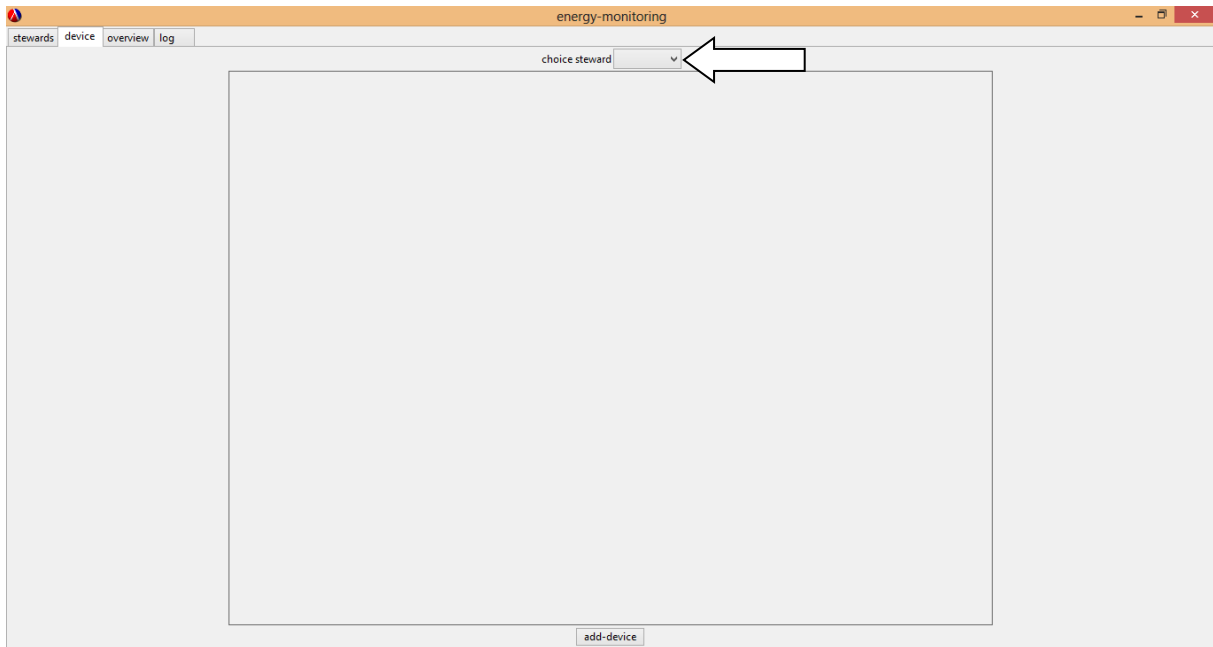 energy-monitoring
stewards device overview log
choice steward
add-device